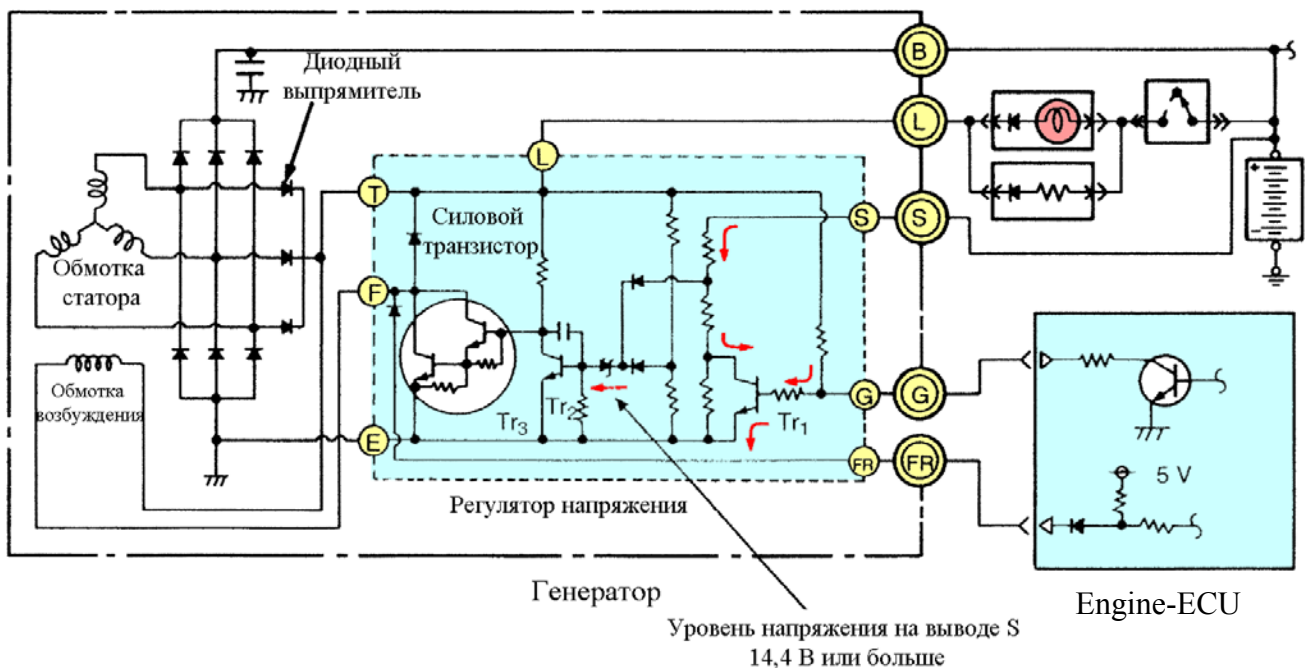 B
Диодный
выпрямитель
L
L
T
S
S
Силовой
транзистор
Обмотка
статора
F
+
-
Обмотка
возбуждения
G
G
Tr2
Tr1
Tr3
E
FR
FR
5 V
Регулятор напряжения
Генератор
Engine-ECU
Уровень напряжения на выводе S
14,4 В или больше